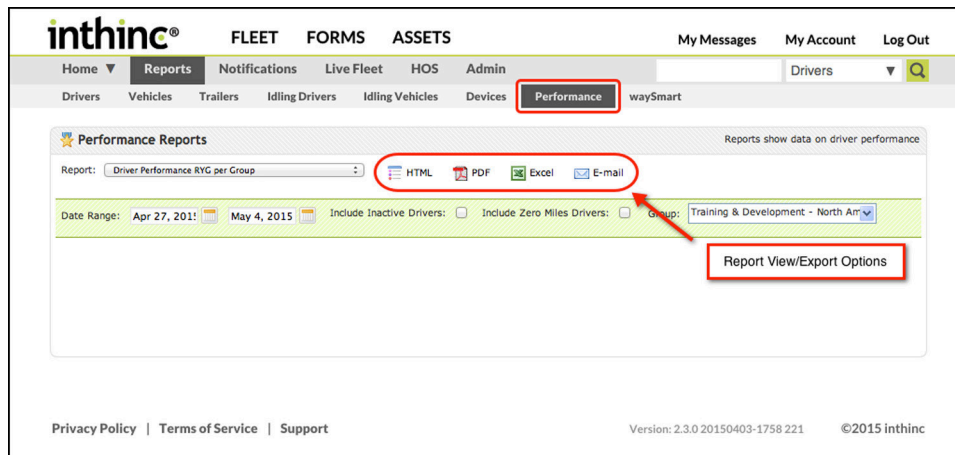 inthinc® FLEET FORMS ASSETS My Messages My Account Log Out
Home ▼ Reports Notifications Live Fleet HOS Admin Drivers ▼
Drivers Vehicles Trailers Idling Drivers Idling Vehicles Devices Performance waySmart
Performance Reports Reports show data on driver performance
Report: Driver Performance RYG per Group HTML PDF Excel E-mail
Date Range: Apr 27, 201 May 4, 2015 Include Inactive Drivers: Include Zero Miles Drivers: Group: Training & Development - North Am
Report View/Export Options
Privacy Policy | Terms of Service | Support Version: 2.3.0 20150403-1758 221 ©2015 inthinc